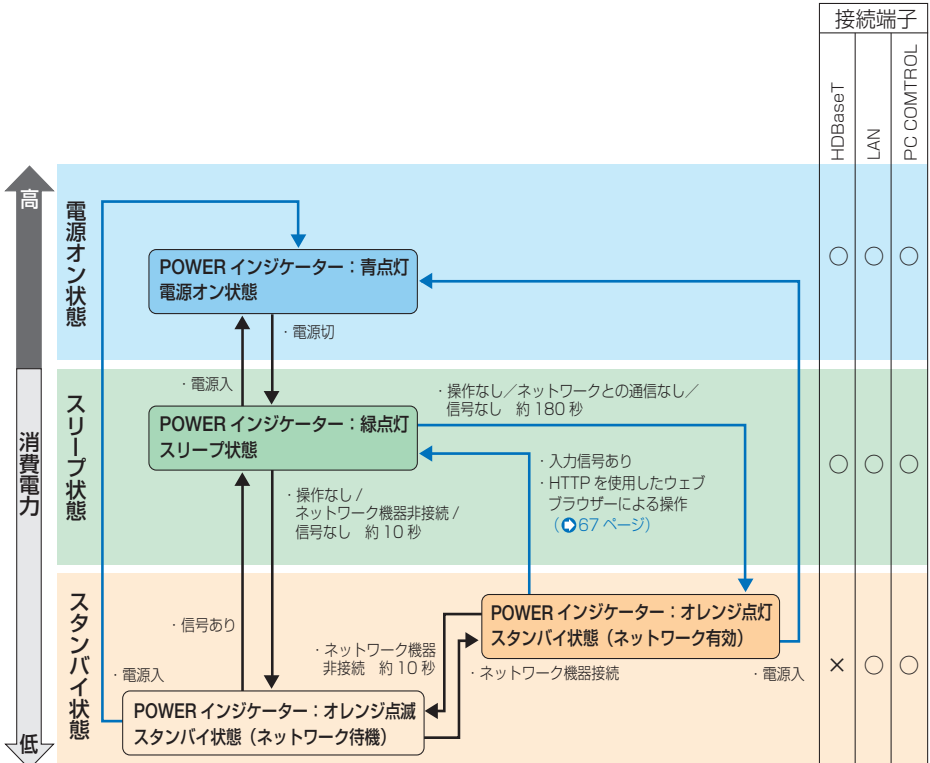 接続端子
HDBaseT
LAN
PC COMTROL
高
消費電力
低
電源オン状態
POWER インジケーター：青点灯
電源オン状態
○ ○ ○
・電源切
・電源入
スリープ状態
・操作なし／ネットワークとの通信なし／
信号なし 約 180 秒
POWER インジケーター：緑点灯
スリープ状態
○ ○ ○
・入力信号あり
・HTTP を使用したウェブ
ブラウザーによる操作
（➲67 ページ）
・操作なし /
ネットワーク機器非接続 /
信号なし 約 10 秒
スタンバイ状態
POWER インジケーター：オレンジ点灯
スタンバイ状態（ネットワーク有効）
・信号あり
・ネットワーク機器
非接続 約 10 秒
・ネットワーク機器接続
・電源入
・電源入
× ○ ○
POWER インジケーター：オレンジ点滅
スタンバイ状態（ネットワーク待機）